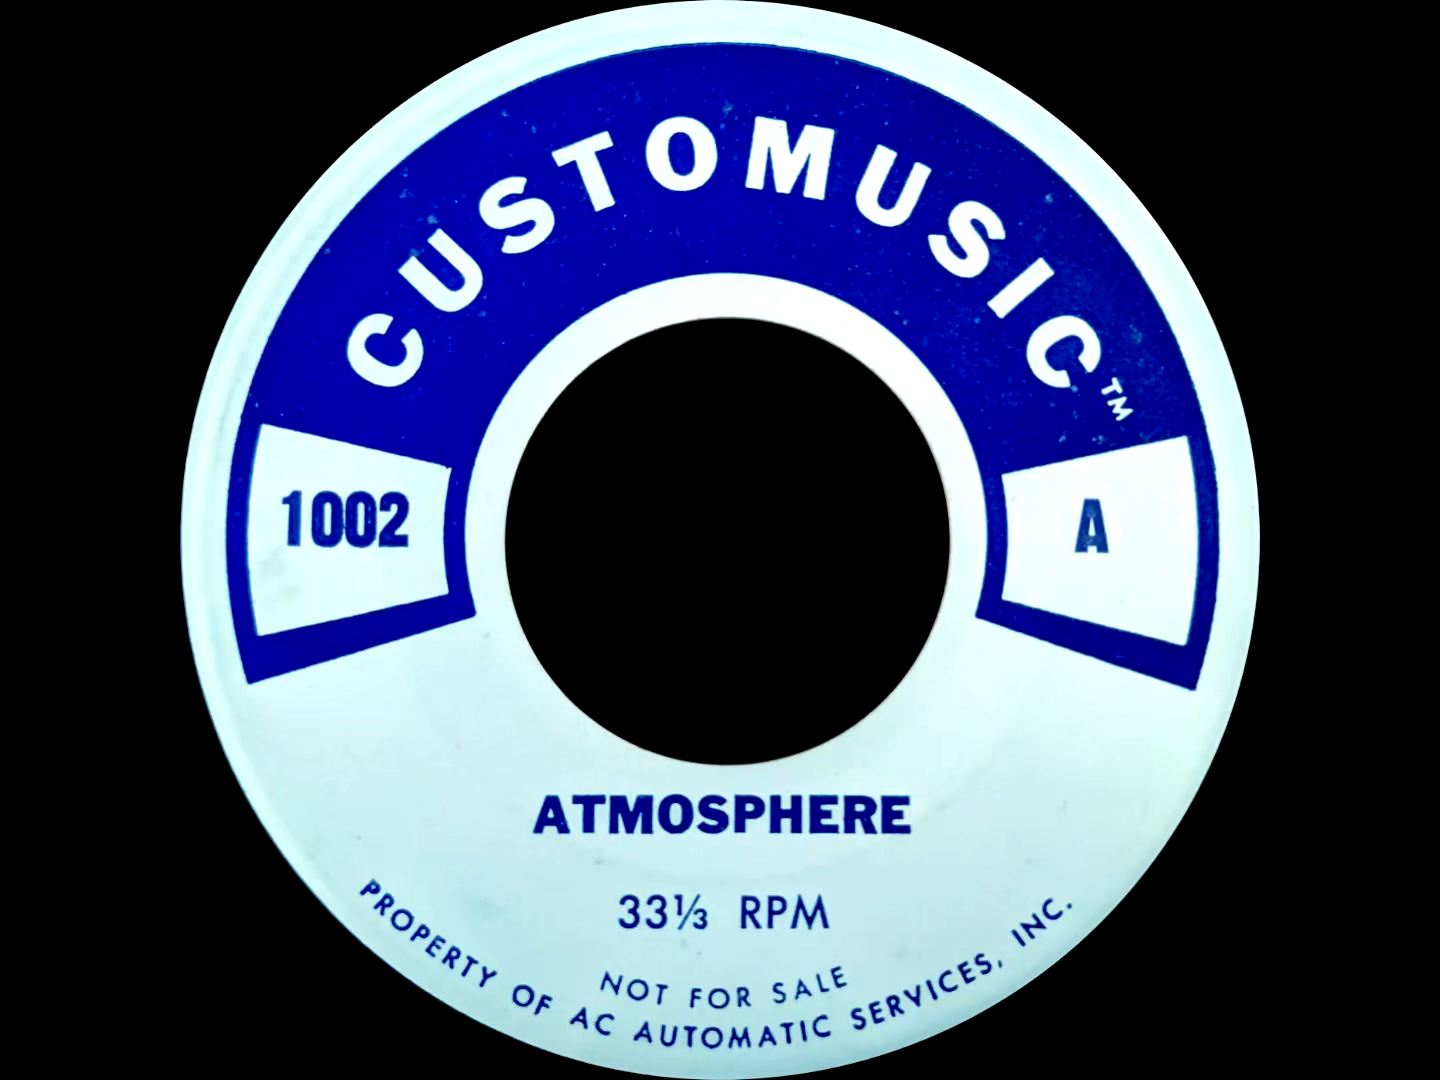 CUSTOMUSIC™
1002
A
ATMOSPHERE
33⅓ RPM
NOT FOR SALE
PROPERTY OF AC AUTOMATIC SERVICES, INC.